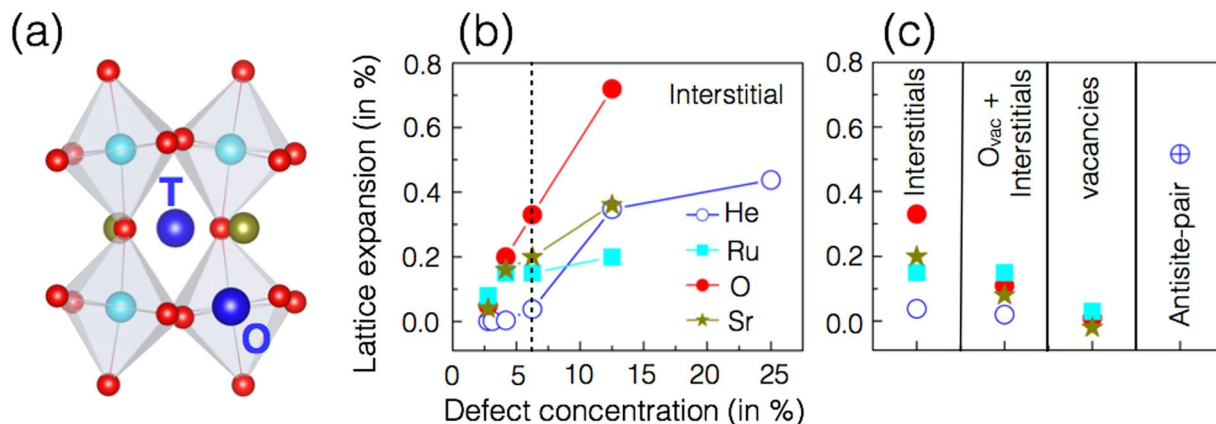 (a)
T
O
(b)
Lattice expansion (in %)
0.8
0.6
0.4
0.2
0.0
Interstitial
He
Ru
O
Sr
0 5 10 15 20 25
Defect concentration (in %)
(c)
0.8
0.6
0.4
0.2
0.0
Interstitials
Ovac +
Interstitials
vacancies
Antisite-pair